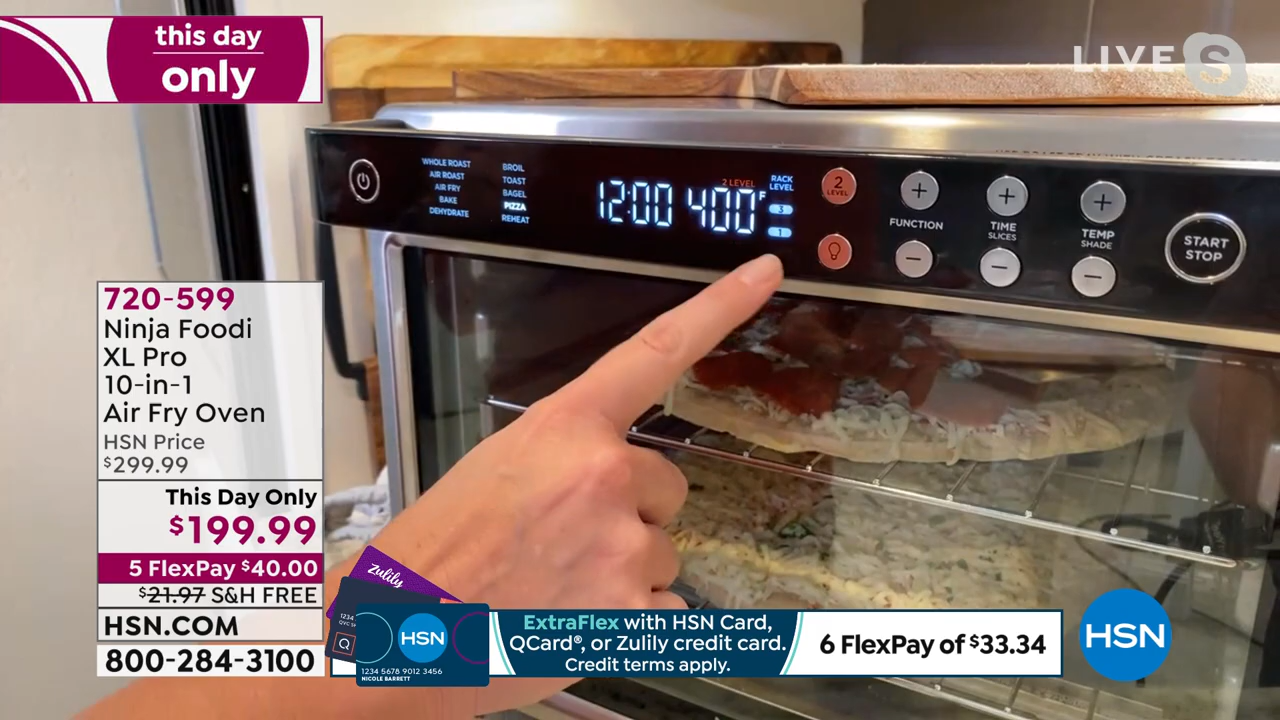 this day
only
LIVE S
WHOLE ROAST
AIR ROAST
AIR FRY
BAKE
DEHYDRATE
BROIL
TOAST
BAGEL
PIZZA
REHEAT
12:00 400 F
2 LEVEL
RACK
LEVEL
3
1
2
LEVEL
+ + +
FUNCTION
TIME
SLICES
TEMP
SHADE
− − −
START
STOP
720-599
Ninja Foodi
XL Pro
10-in-1
Air Fry Oven
HSN Price
$299.99
This Day Only
$199.99
5 FlexPay $40.00
$21.97 S&H FREE
HSN.COM
800-284-3100
Zulily
1234
Q
HSN
1234 5678 9012 3456
NICOLE BARRETT
ExtraFlex with HSN Card,
QCard®, or Zulily credit card.
Credit terms apply.
6 FlexPay of $33.34
HSN